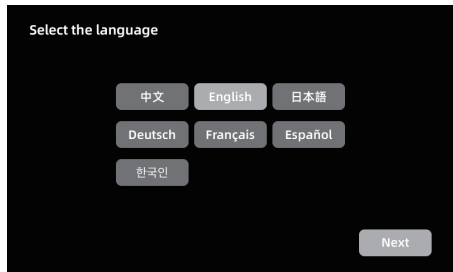 Select the language
中文 English 日本語
Deutsch Français Español
한국인
Next